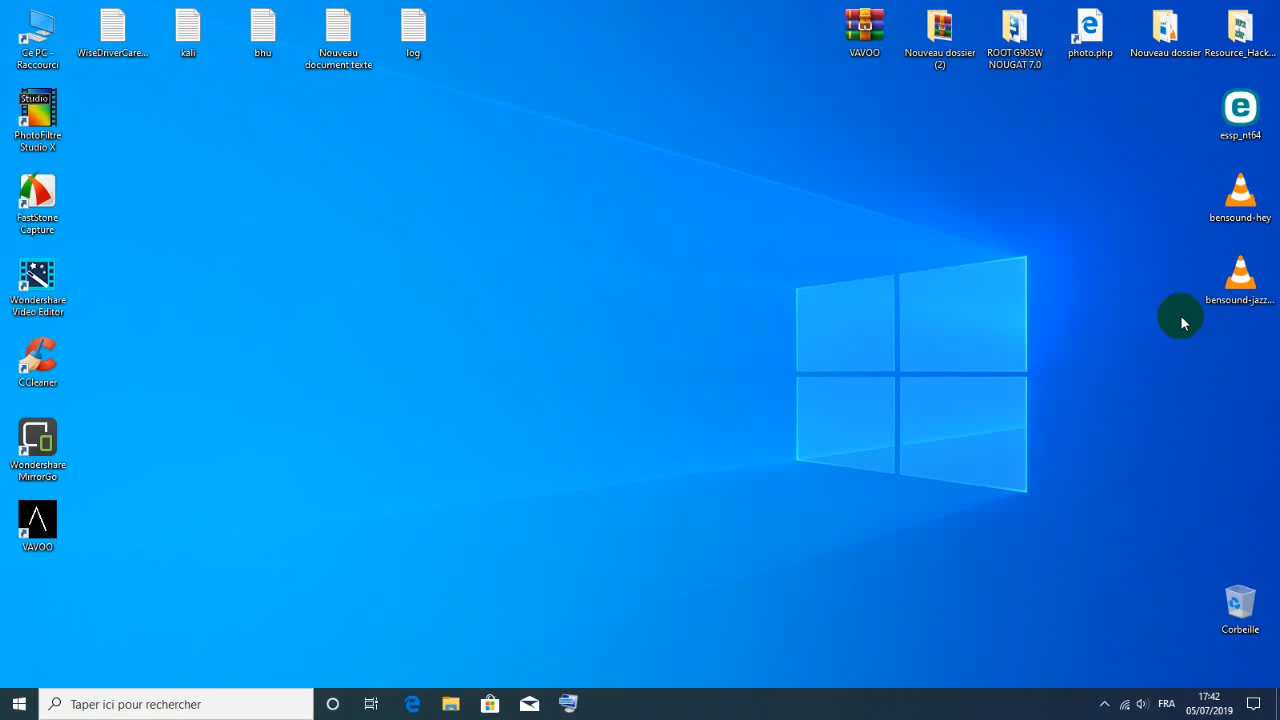 Ce PC -
Raccourci
WiseDriverCare...
kali
bhu
Nouveau
document texte
log
VAVOO
Nouveau dossier
(2)
ROOT G903W
NOUGAT 7.0
photo.php
Nouveau dossier
Resource_Hack...
Studio
PhotoFiltre
Studio X
essp_nt64
FastStone
Capture
bensound-hey
Wondershare
Video Editor
bensound-jazz...
CCleaner
Wondershare
MirrorGo
VAVOO
Corbeille
Taper ici pour rechercher
FRA
17:42
05/07/2019